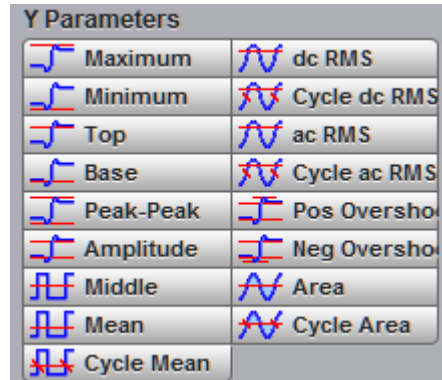 Y Parameters
Maximum dc RMS
Minimum Cycle dc RMS
Top ac RMS
Base Cycle ac RMS
Peak-Peak Pos Oversho
Amplitude Neg Oversho
Middle Area
Mean Cycle Area
Cycle Mean